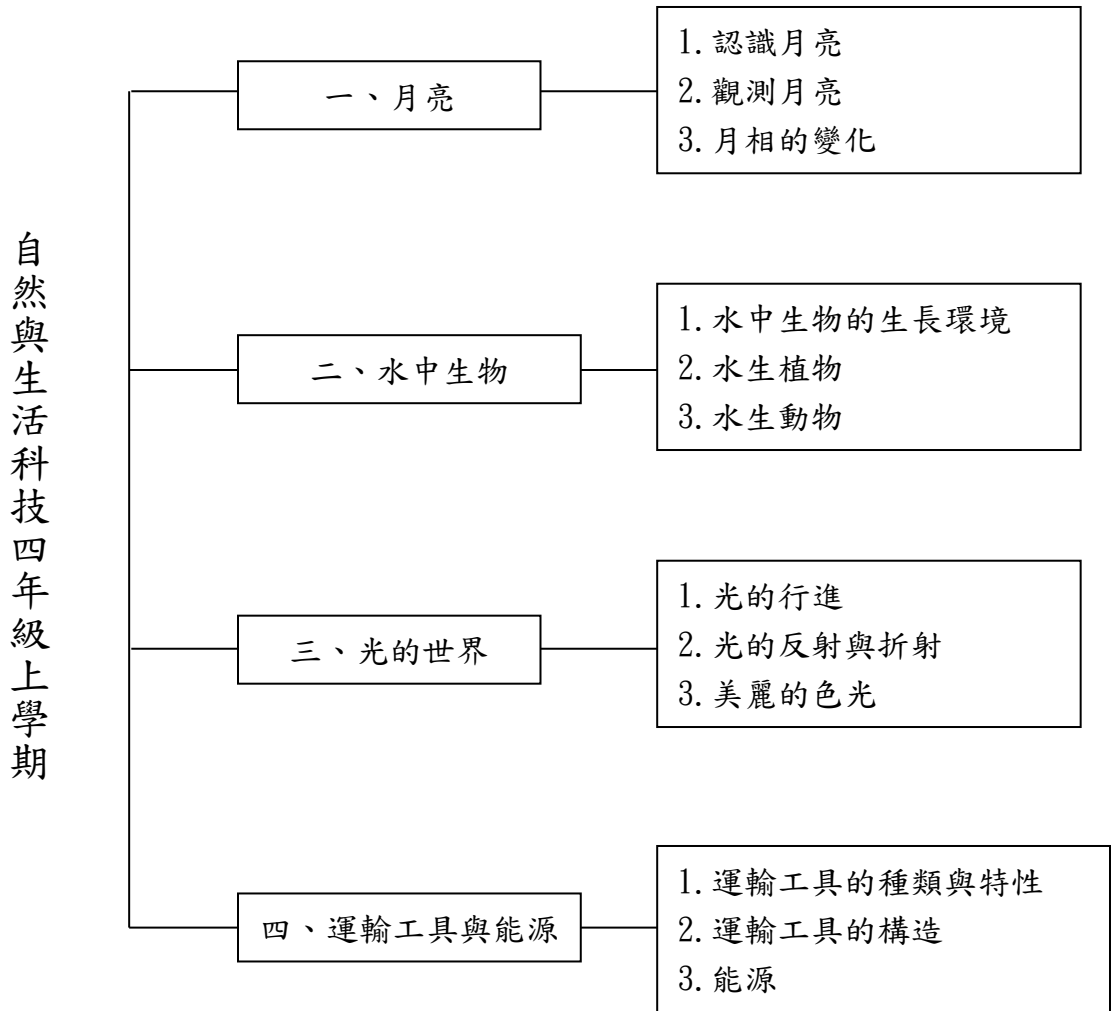 自然與生活科技四年級上學期
一、月亮
1.認識月亮
2.觀測月亮
3.月相的變化
二、水中生物
1.水中生物的生長環境
2.水生植物
3.水生動物
三、光的世界
1.光的行進
2.光的反射與折射
3.美麗的色光
四、運輸工具與能源
1.運輸工具的種類與特性
2.運輸工具的構造
3.能源